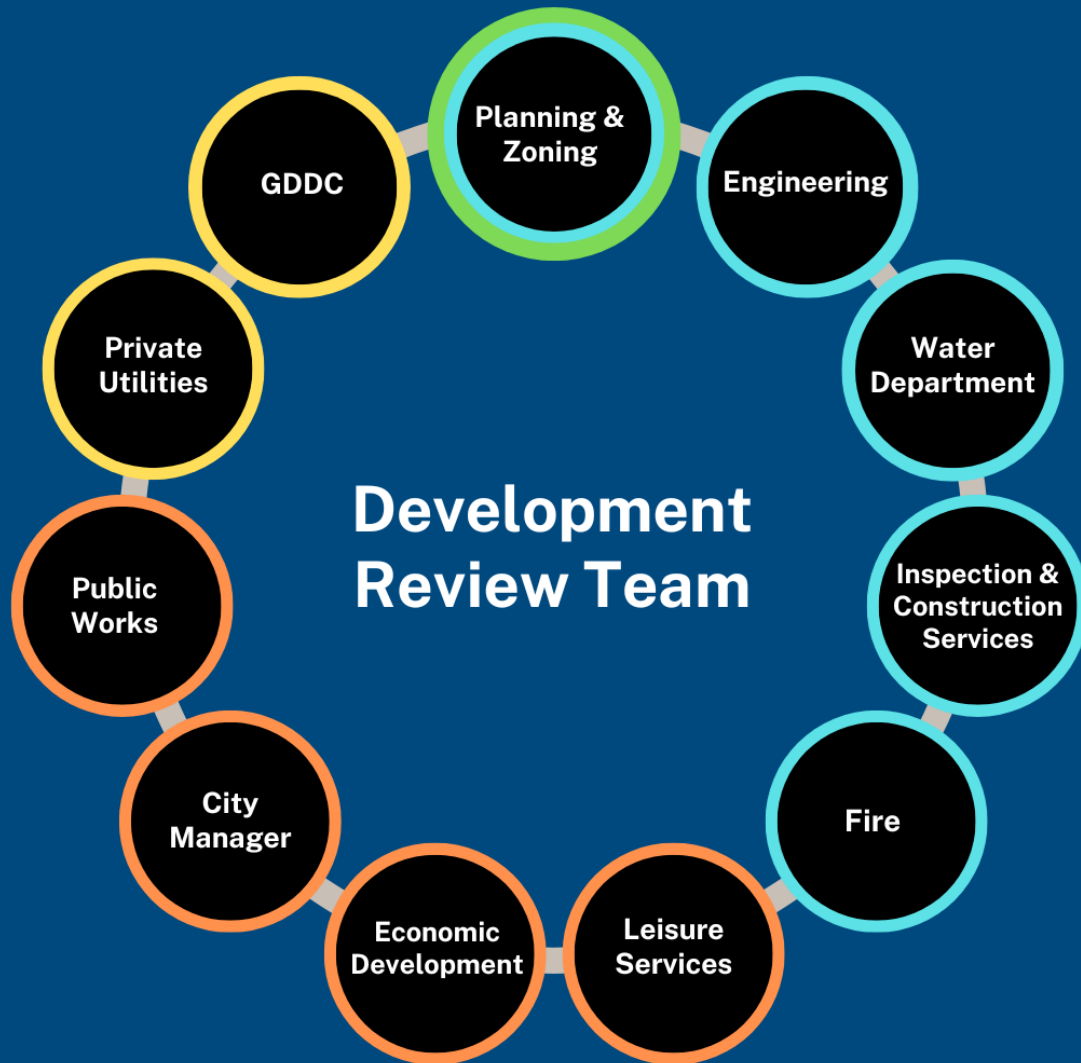 Planning &
Zoning
Engineering
Water
Department
Inspection &
Construction
Services
Fire
Leisure
Services
Economic
Development
City
Manager
Public
Works
Private
Utilities
GDDC
Development
Review Team